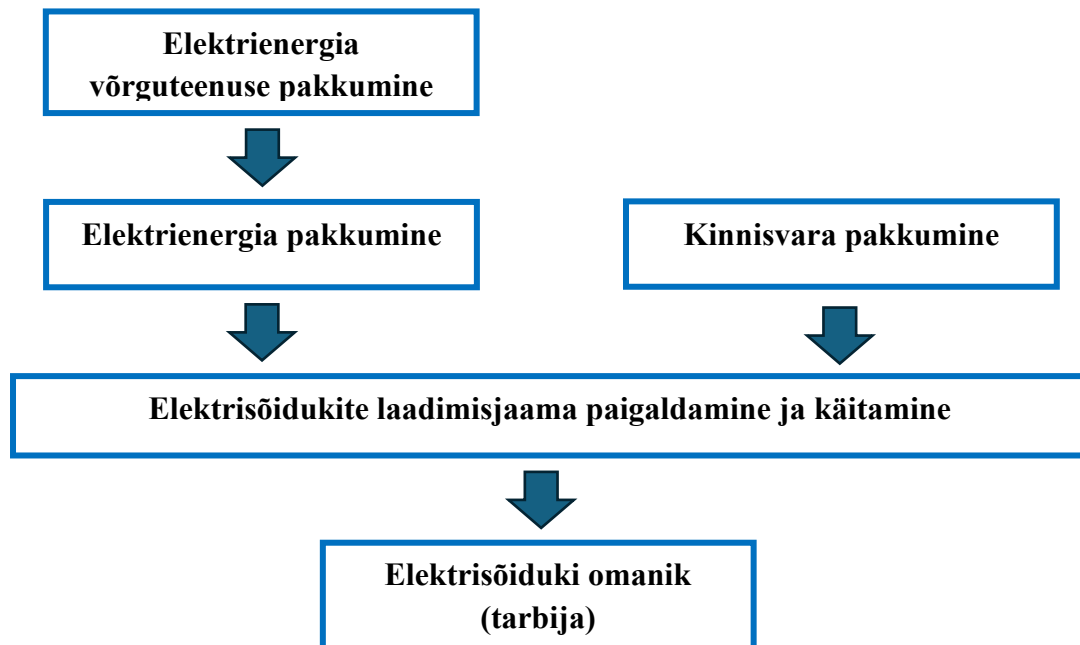 Elektrienergia
võrguteenuse pakkumine
Elektrienergia pakkumine
Kinnisvara pakkumine
Elektrisõidukite laadimisjaama paigaldamine ja käitamine
Elektrisõiduki omanik
(tarbija)